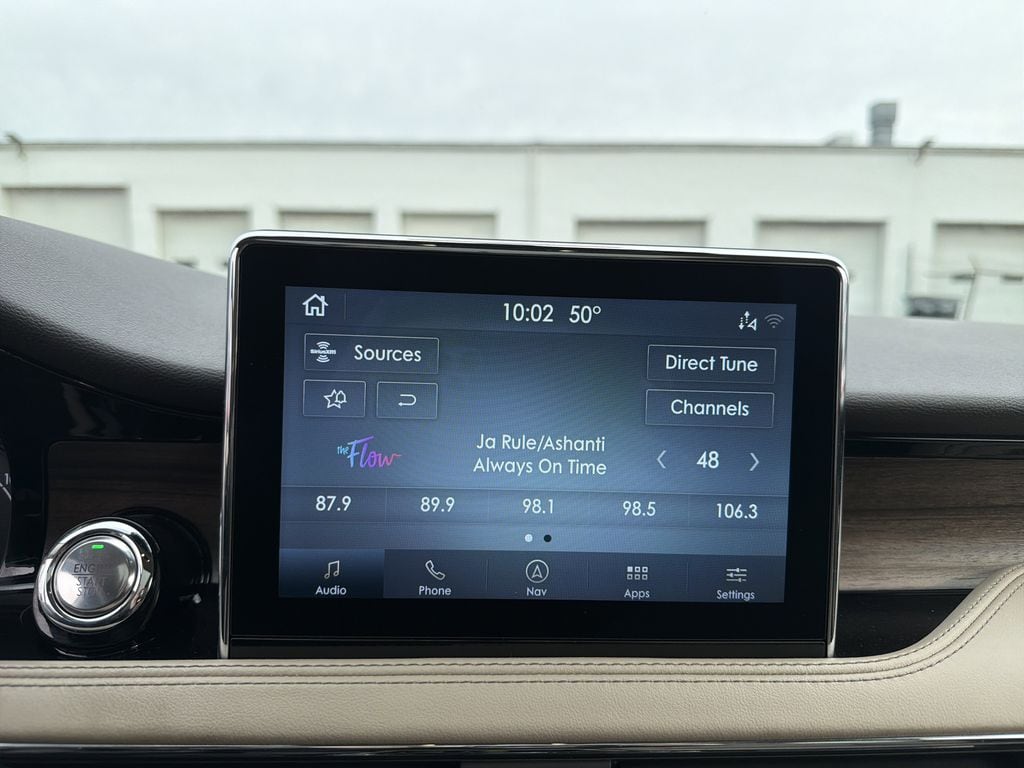 10:02 50°
SiriusXM Sources
Direct Tune
Channels
the Flow
Ja Rule/Ashanti
Always On Time
48
87.9 89.9 98.1 98.5 106.3
Audio Phone Nav Apps Settings
ENGINE
START
STOP